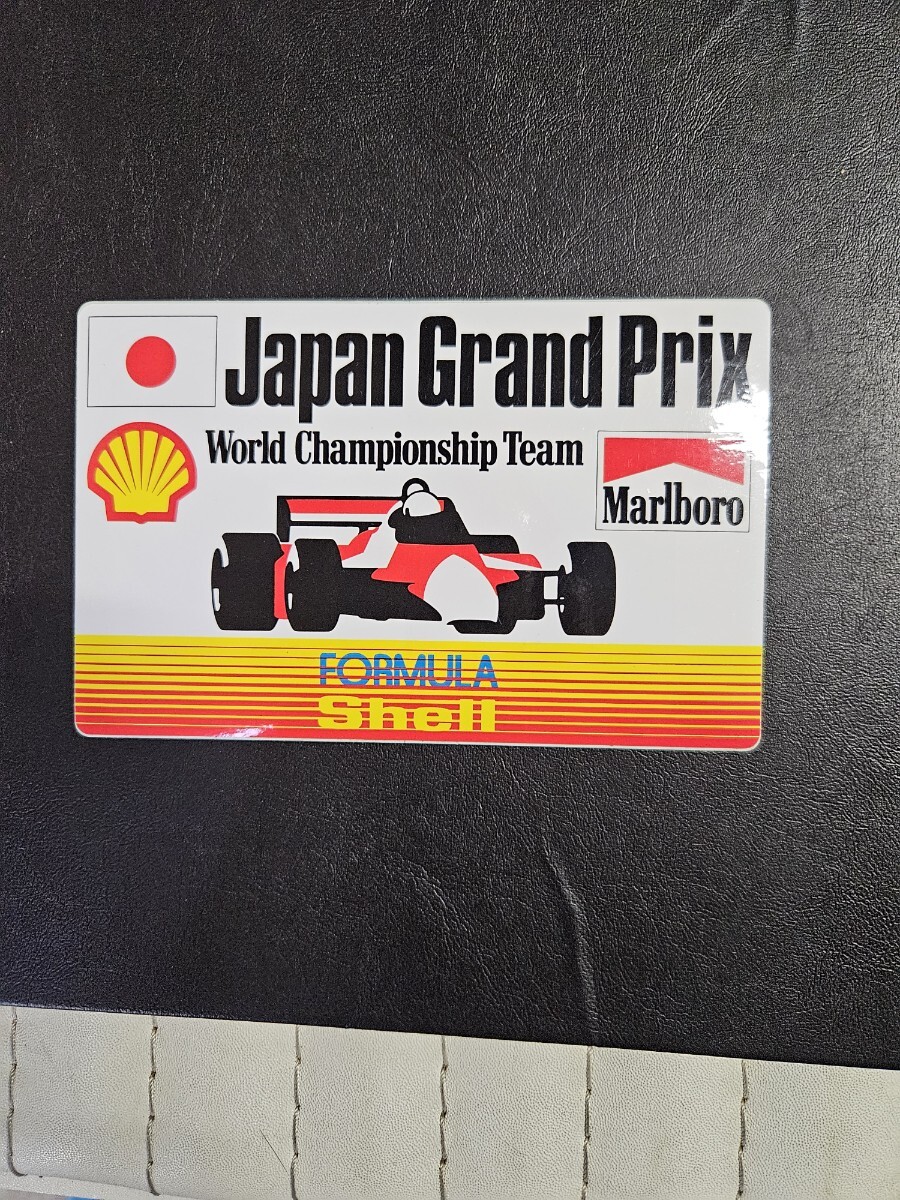 Japan Grand Prix
World Championship Team
Marlboro
FORMULA
Shell